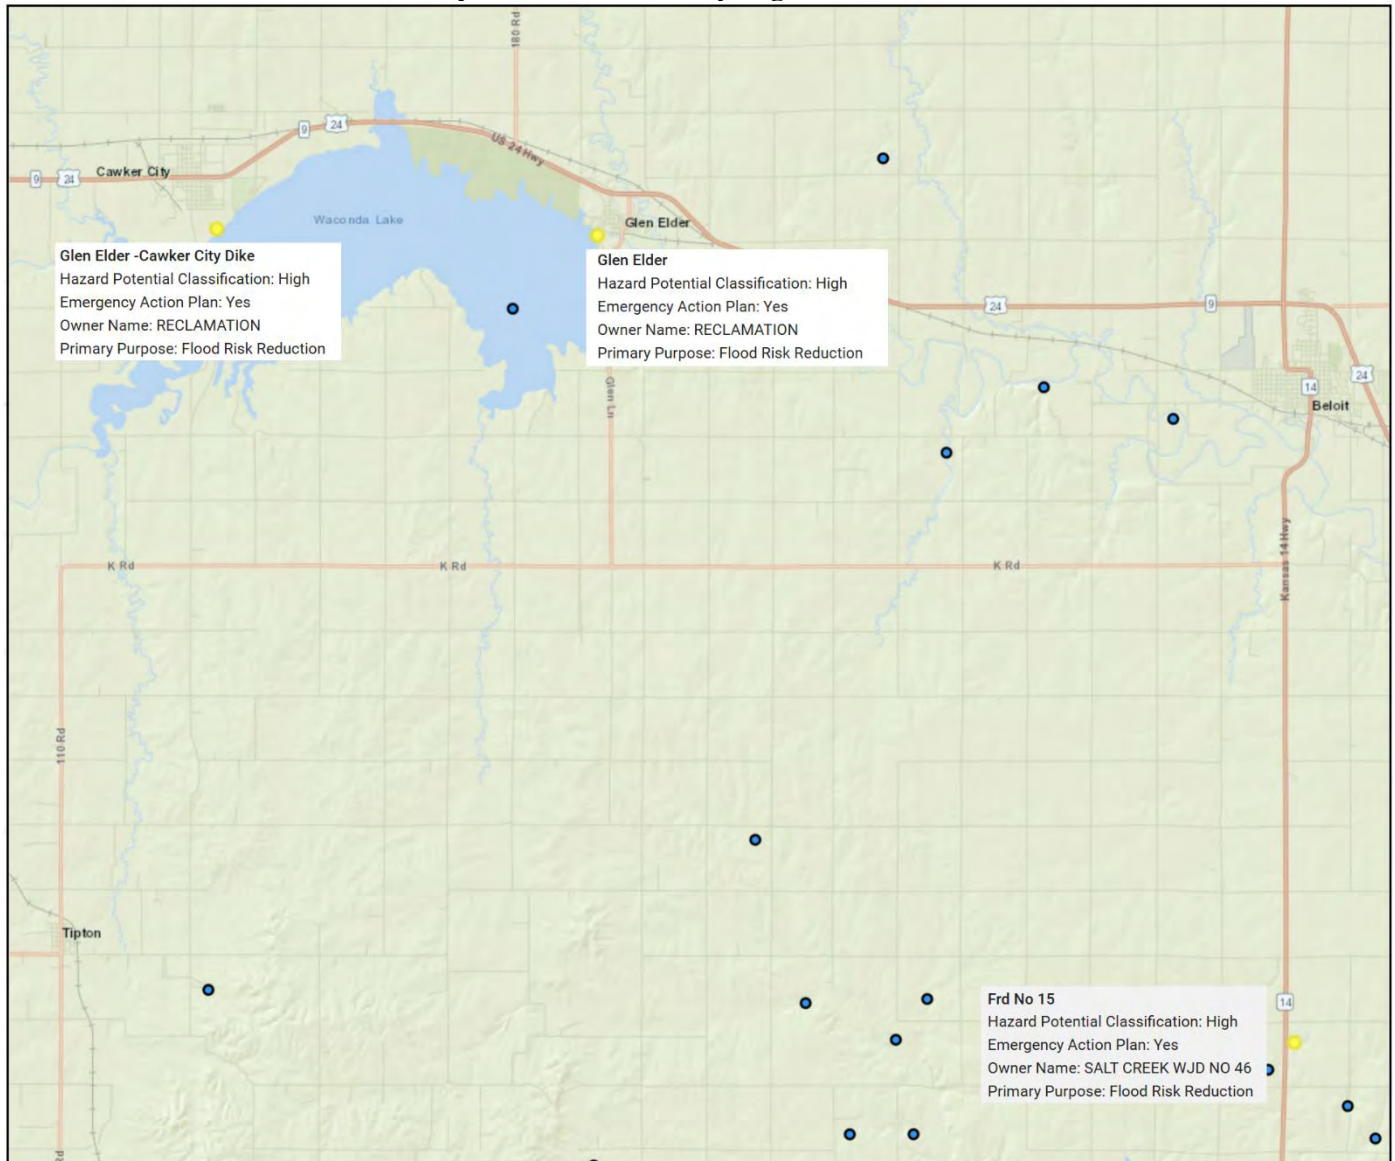 180 Rd
9
24
US 24 Hwy
Cawker City
9
24
Waconda Lake
Glen Elder
Glen Elder -Cawker City Dike
Hazard Potential Classification: High
Emergency Action Plan: Yes
Owner Name: RECLAMATION
Primary Purpose: Flood Risk Reduction
Glen Elder
Hazard Potential Classification: High
Emergency Action Plan: Yes
Owner Name: RECLAMATION
Primary Purpose: Flood Risk Reduction
24
9
Glen Ln
14
24
Beloit
K Rd
K Rd
K Rd
Kansas 14 Hwy
110 Rd
Tipton
Frd No 15
Hazard Potential Classification: High
Emergency Action Plan: Yes
Owner Name: SALT CREEK WJD NO 46
Primary Purpose: Flood Risk Reduction
14